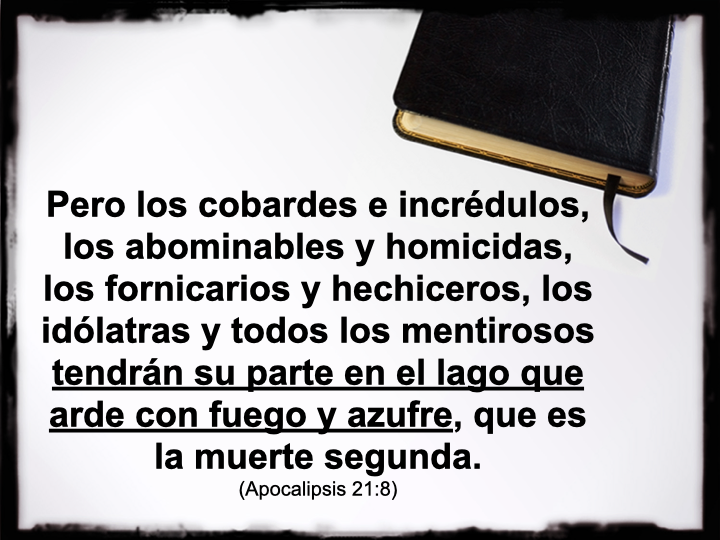 Pero los cobardes e incrédulos,
los abominables y homicidas,
los fornicarios y hechiceros, los
idólatras y todos los mentirosos
tendrán su parte en el lago que
arde con fuego y azufre, que es
la muerte segunda.
(Apocalipsis 21:8)